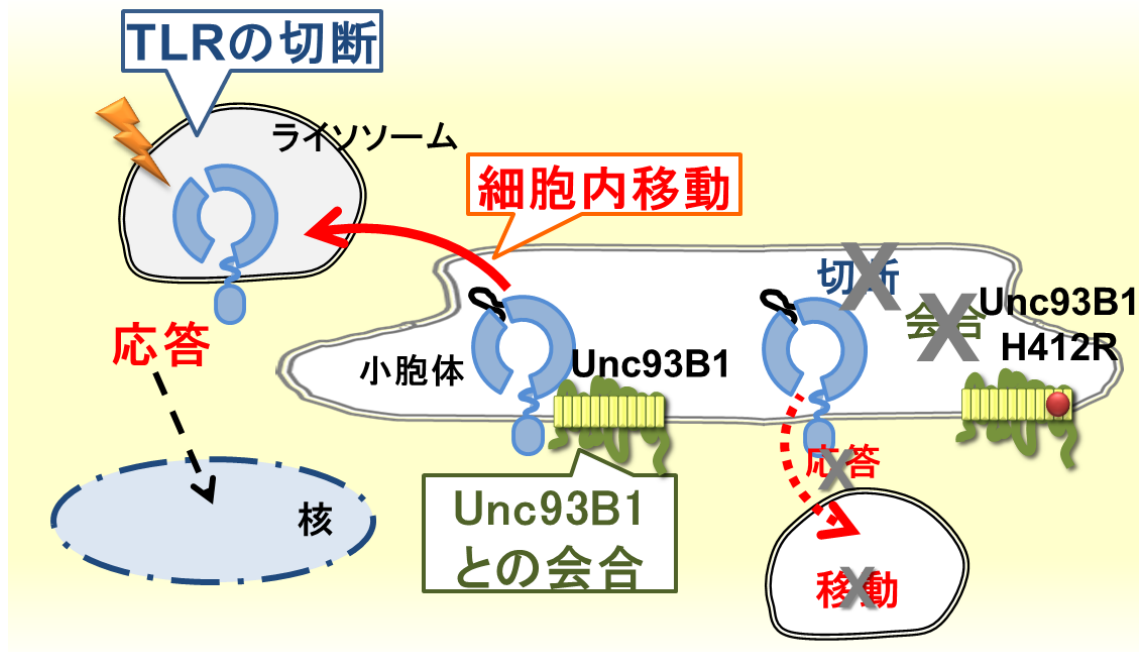 TLRの切断
ライソソーム
細胞内移動
切断
会合
Unc93B1
H412R
応答
小胞体
Unc93B1
応答
核
Unc93B1
との会合
移動